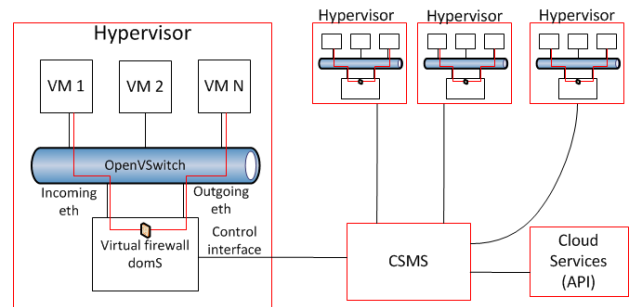 Hypervisor
VM 1
VM 2
VM N
OpenVSwitch
Incoming
eth
Outgoing
eth
Virtual firewall
domS
Control
interface
Hypervisor
Hypervisor
Hypervisor
CSMS
Cloud
Services
(API)